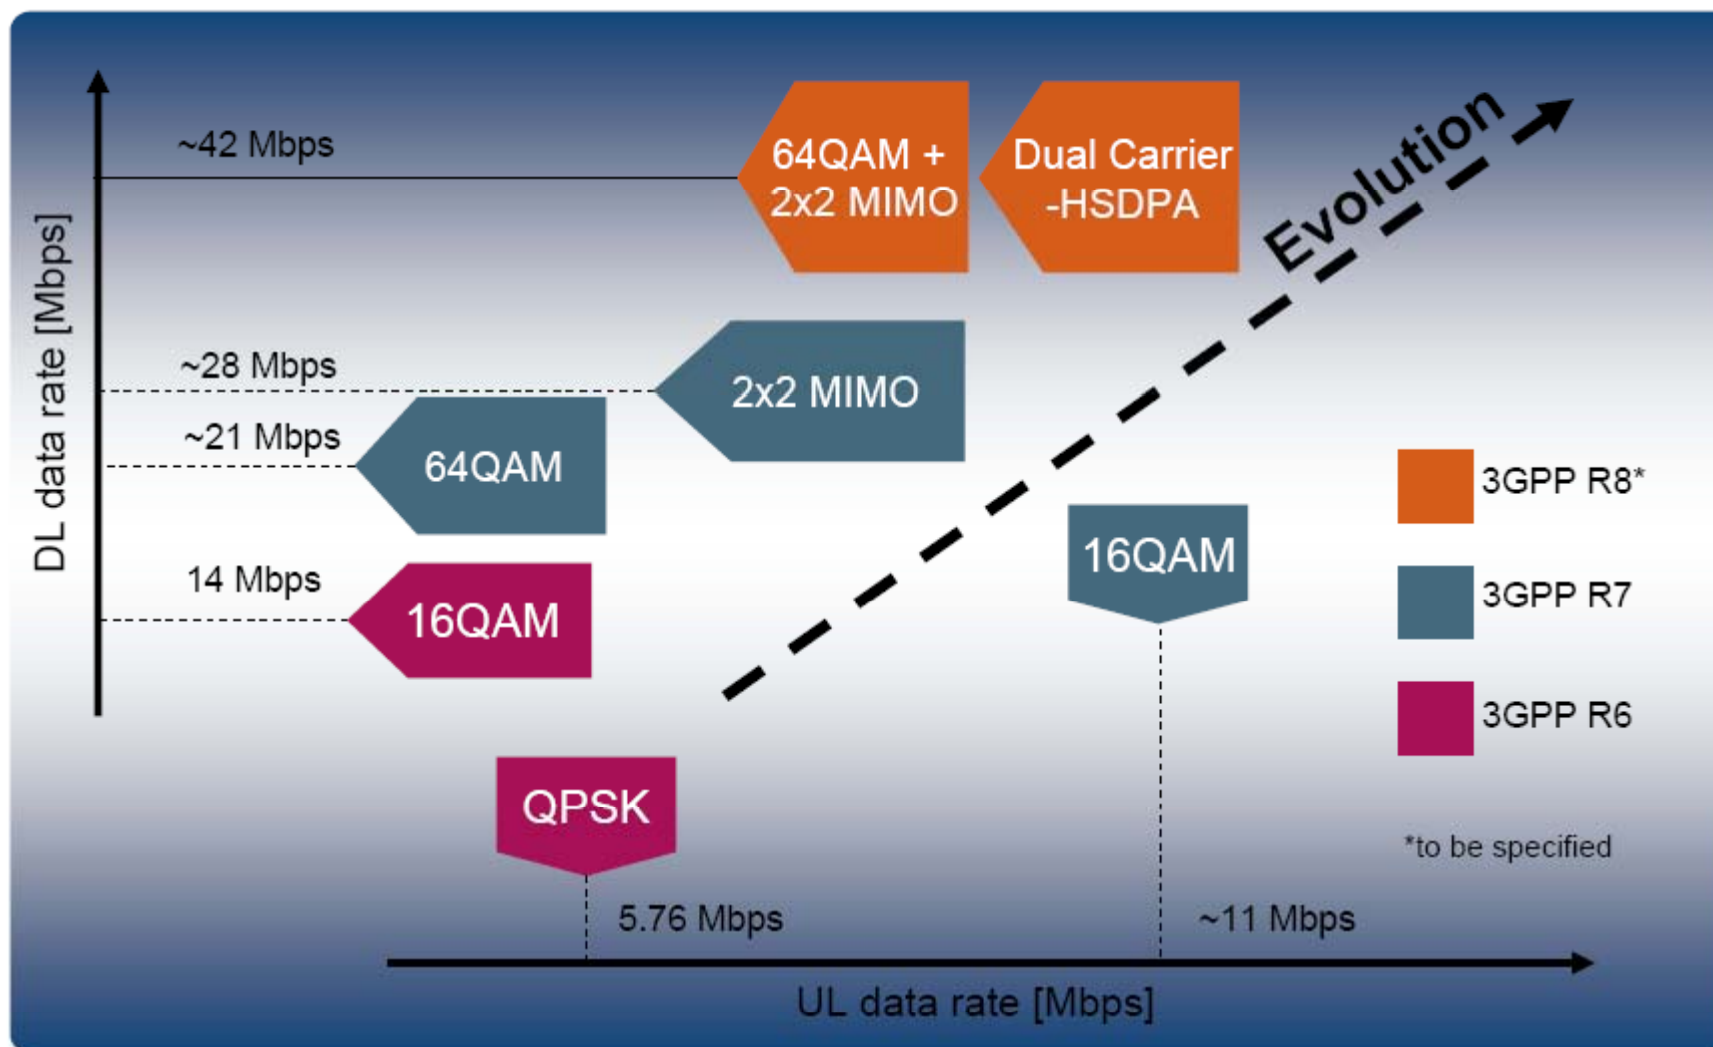 ~42 Mbps
64QAM +
2x2 MIMO
Dual Carrier
-HSDPA
Evolution
DL data rate [Mbps]
~28 Mbps
2x2 MIMO
~21 Mbps
64QAM
3GPP R8*
16QAM
14 Mbps
16QAM
3GPP R7
3GPP R6
QPSK
*to be specified
5.76 Mbps
~11 Mbps
UL data rate [Mbps]